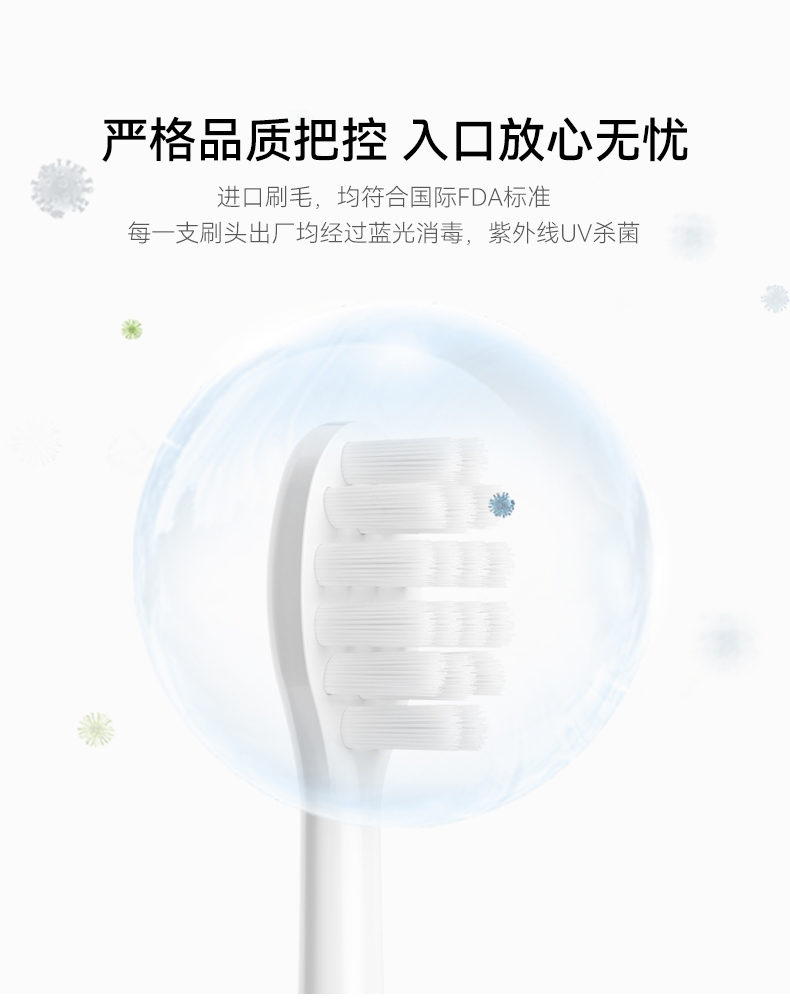 严格品质把控 入口放心无忧
进口刷毛，均符合国际FDA标准
每一支刷头出厂均经过蓝光消毒，紫外线UV杀菌